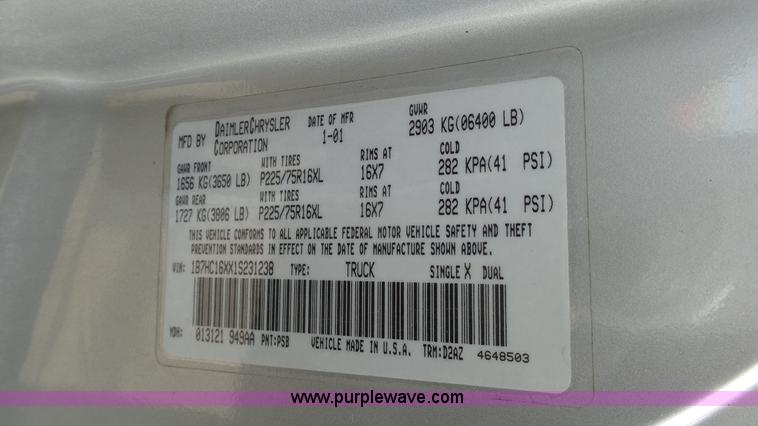 MFD BY DAIMLERCHRYSLER CORPORATION DATE OF MFR 1-01 GVWR 2903 KG(06400 LB)
GAWR FRONT WITH TIRES RIMS AT COLD
1656 KG(3650 LB) P225/75R16XL 16X7 282 KPA(41 PSI)
GAWR REAR WITH TIRES RIMS AT COLD
1727 KG(3806 LB) P225/75R16XL 16X7 282 KPA(41 PSI)
THIS VEHICLE CONFORMS TO ALL APPLICABLE FEDERAL MOTOR VEHICLE SAFETY AND THEFT
PREVENTION STANDARDS IN EFFECT ON THE DATE OF MANUFACTURE SHOWN ABOVE.
VIN: 1B7HC16XX1S231238 TYPE: TRUCK SINGLE X DUAL
MDH: 013121 949AA PNT:PSB VEHICLE MADE IN U.S.A. TRM:D2AZ 4648503
www.purplewave.com